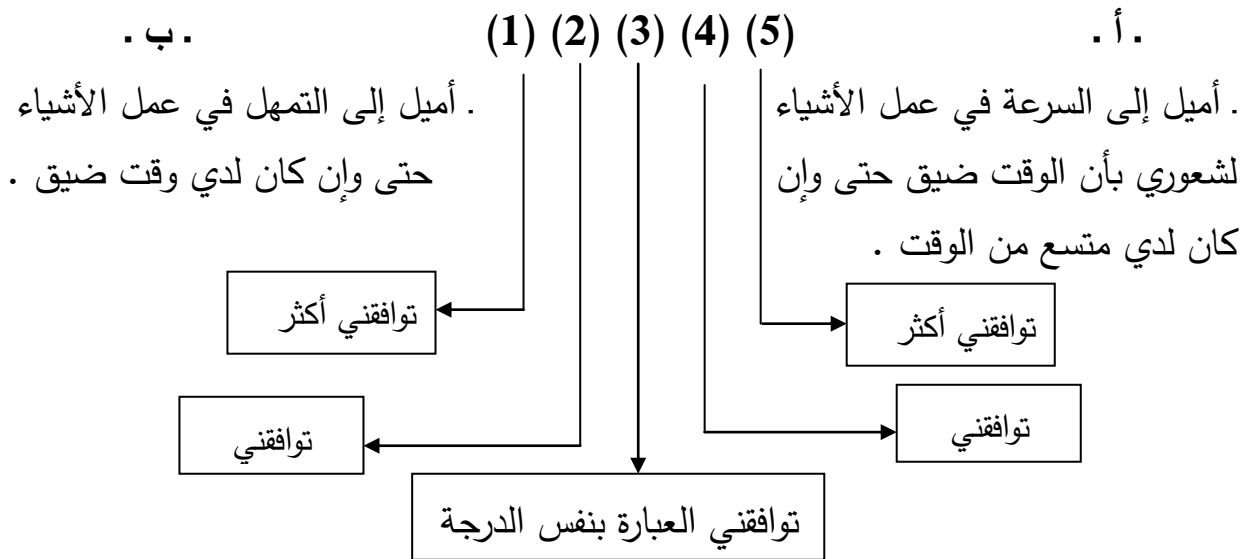 . أ .
(5) (4) (3) (2) (1)
. ب .
. أميل إلى السرعة في عمل الأشياء
لشعوري بأن الوقت ضيق حتى وإن
كان لدي متسع من الوقت .
. أميل إلى التمهل في عمل الأشياء
حتى وإن كان لدي وقت ضيق .
توافقني أكثر
توافقني أكثر
توافقني
توافقني
توافقني العبارة بنفس الدرجة